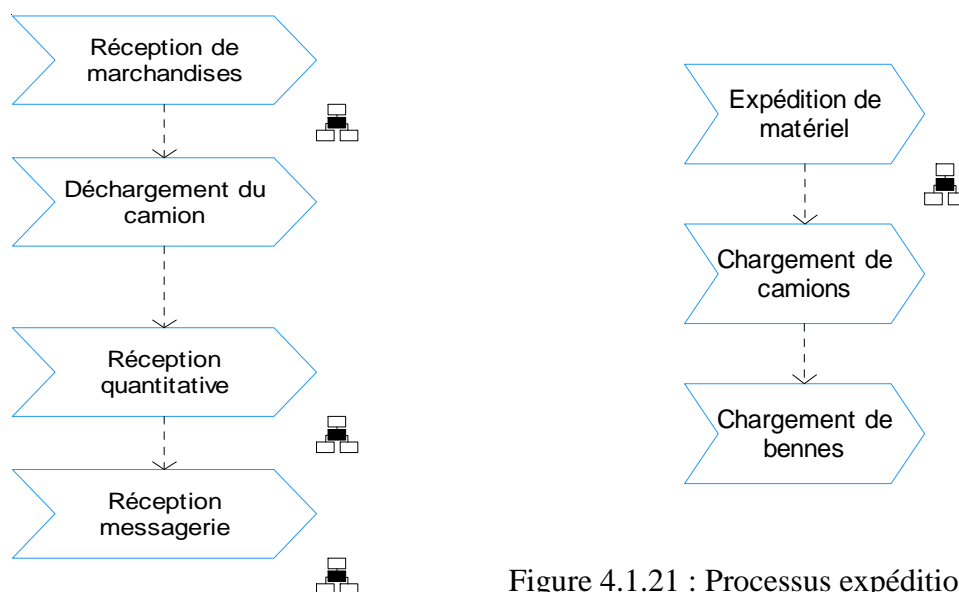 Réception de
marchandises
Déchargement du
camion
Réception
quantitative
Réception
messagerie
Expédition de
matériel
Chargement de
camions
Chargement de
bennes
Figure 4.1.21 : Processus expéditio